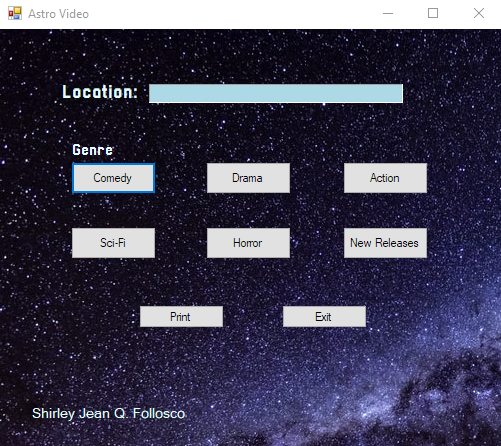 Astro Video
Location:
Genre
Comedy Drama Action
Sci-Fi Horror New Releases
Print Exit
Shirley Jean Q. Follosco